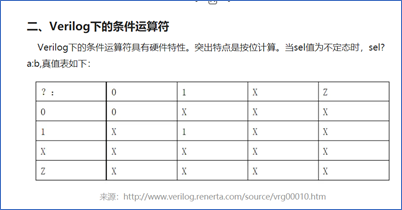 二、Verilog下的条件运算符
Verilog下的条件运算符具有硬件特性。突出特点是按位计算。当sel值为不定态时，sel?
a:b,真值表如下：
? : 0 1 X Z
0 0 X X X
1 X 1 X X
X X X X X
Z X X X X
来源：http://www.verilog.renerta.com/source/vrg00010.htm